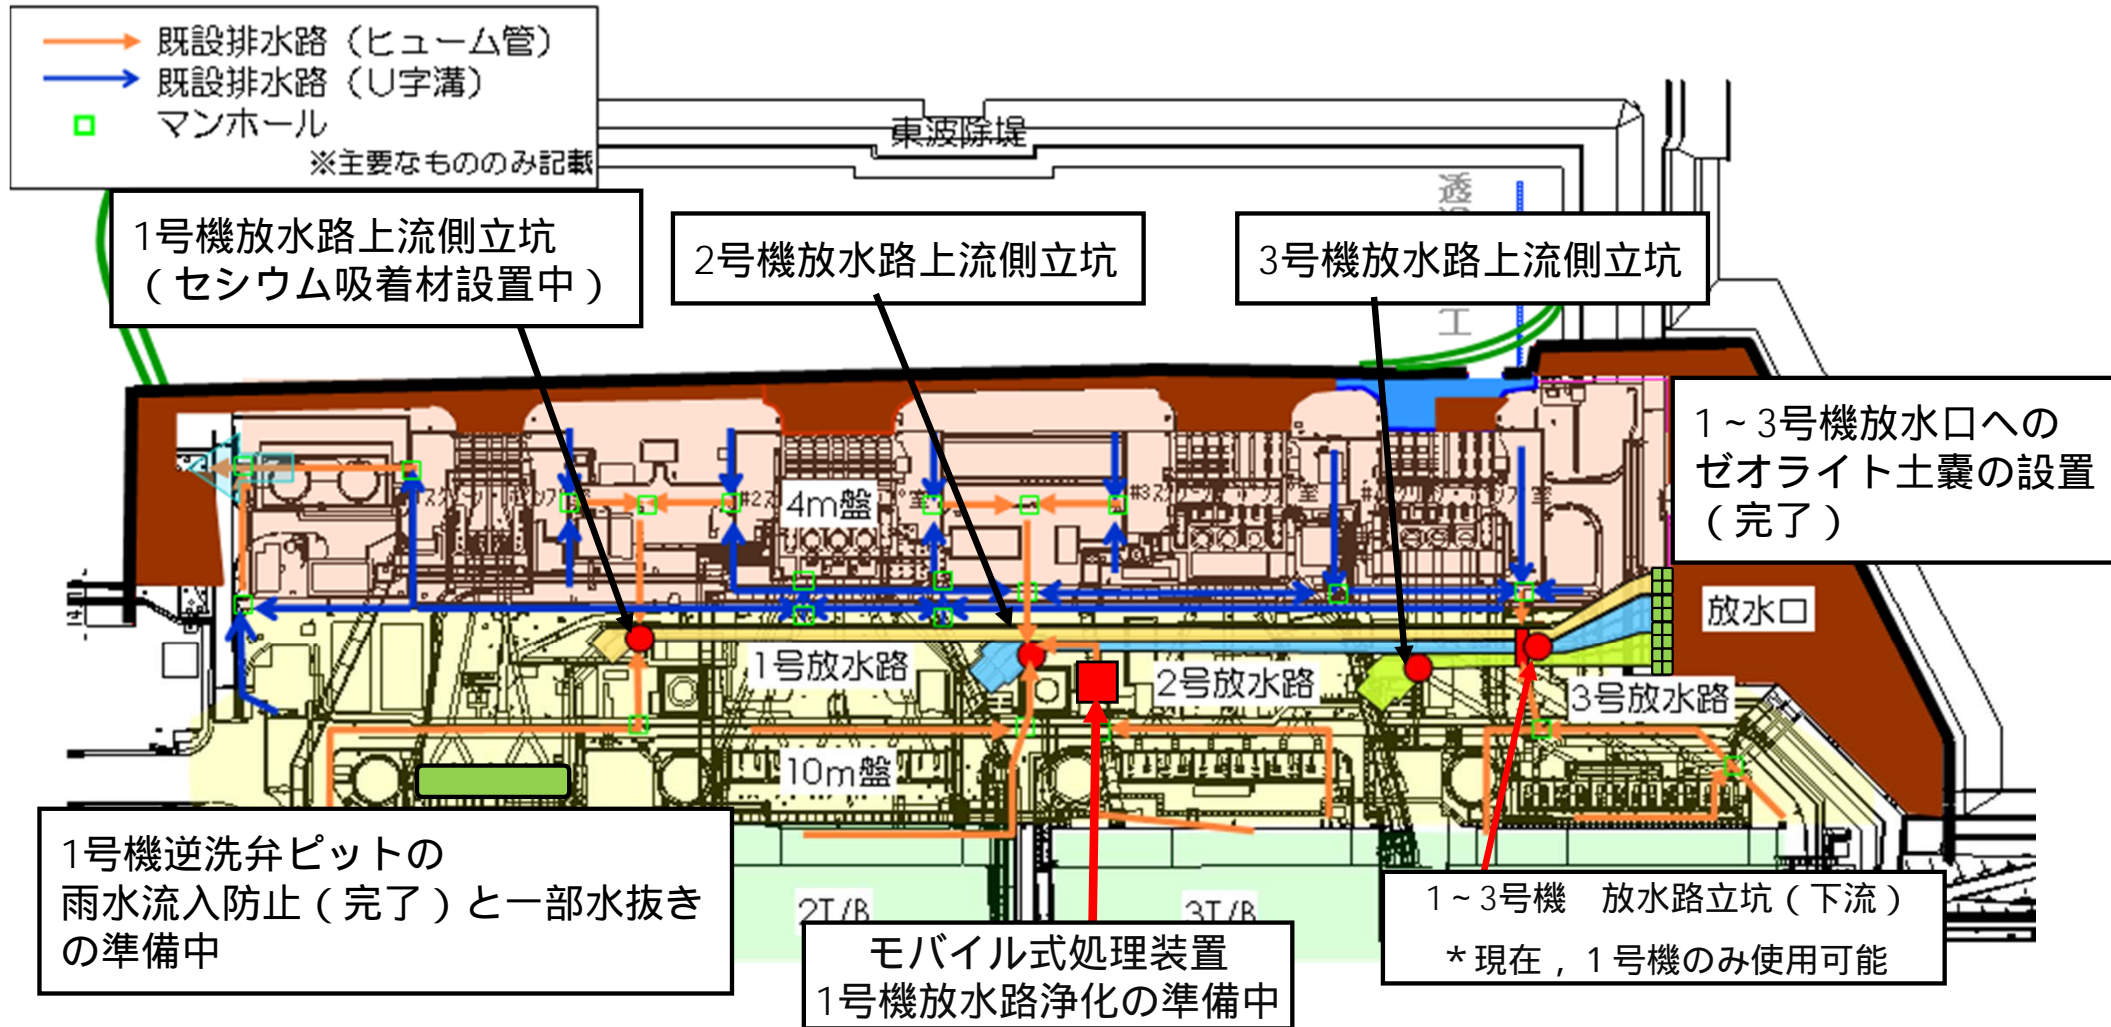 既設排水路（ヒューム管）
既設排水路（U字溝）
マンホール
※主要なもののみ記載
東波除堤
透
工
1号機放水路上流側立坑
（セシウム吸着材設置中）
2号機放水路上流側立坑
3号機放水路上流側立坑
1~3号機放水口への
ゼオライト土嚢の設置
（完了）
4m盤
放水口
1号放水路
2号放水路
3号放水路
10m盤
1号機逆洗弁ピットの
雨水流入防止（完了）と一部水抜き
の準備中
2T/B
3T/B
モバイル式処理装置
1号機放水路浄化の準備中
1~3号機　放水路立坑（下流）
*現在，1号機のみ使用可能